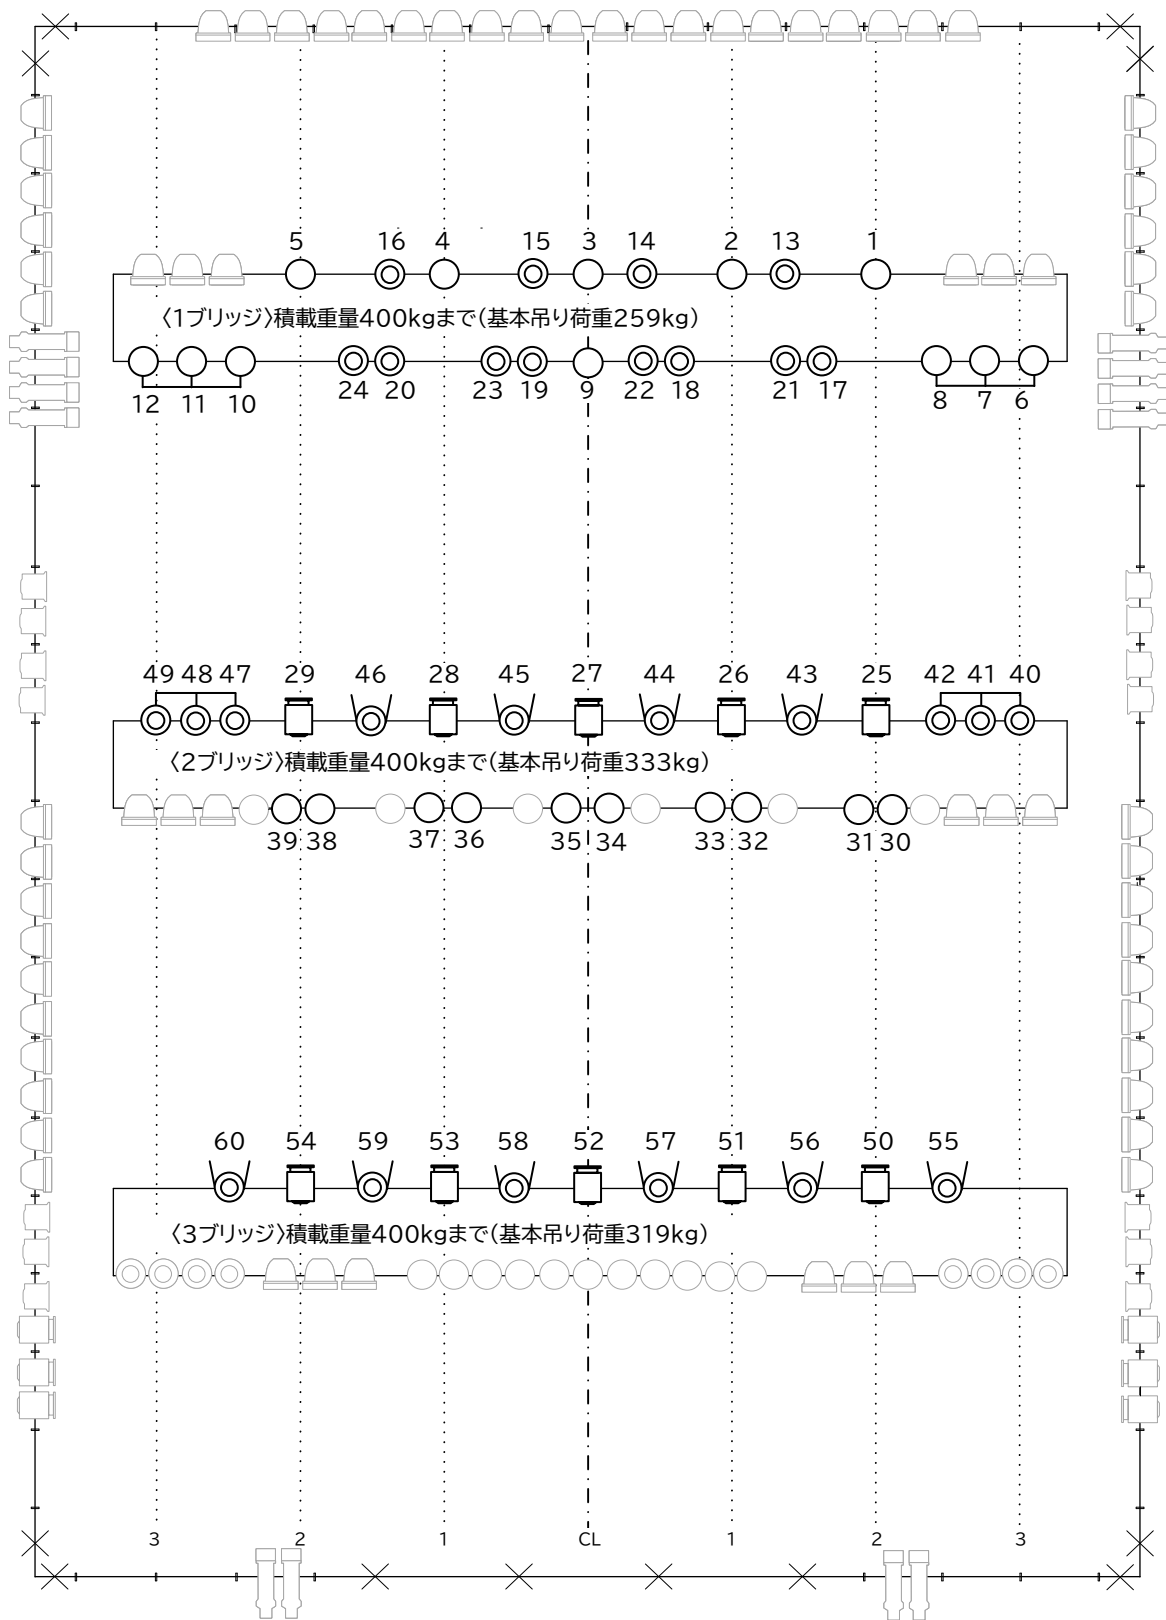 5 16 4 15 3 14 2 13 1
〈1ブリッジ〉積載重量400kgまで(基本吊り荷重259kg)
12 11 10 24 20 23 19 9 22 18 21 17 8 7 6
49 48 47 29 46 28 45 27 44 26 43 25 42 41 40
〈2ブリッジ〉積載重量400kgまで(基本吊り荷重333kg)
39 38 37 36 35 34 33 32 31 30
60 54 59 53 58 52 57 51 56 50 55
〈3ブリッジ〉積載重量400kgまで(基本吊り荷重319kg)
3 2 1 CL 1 2 3